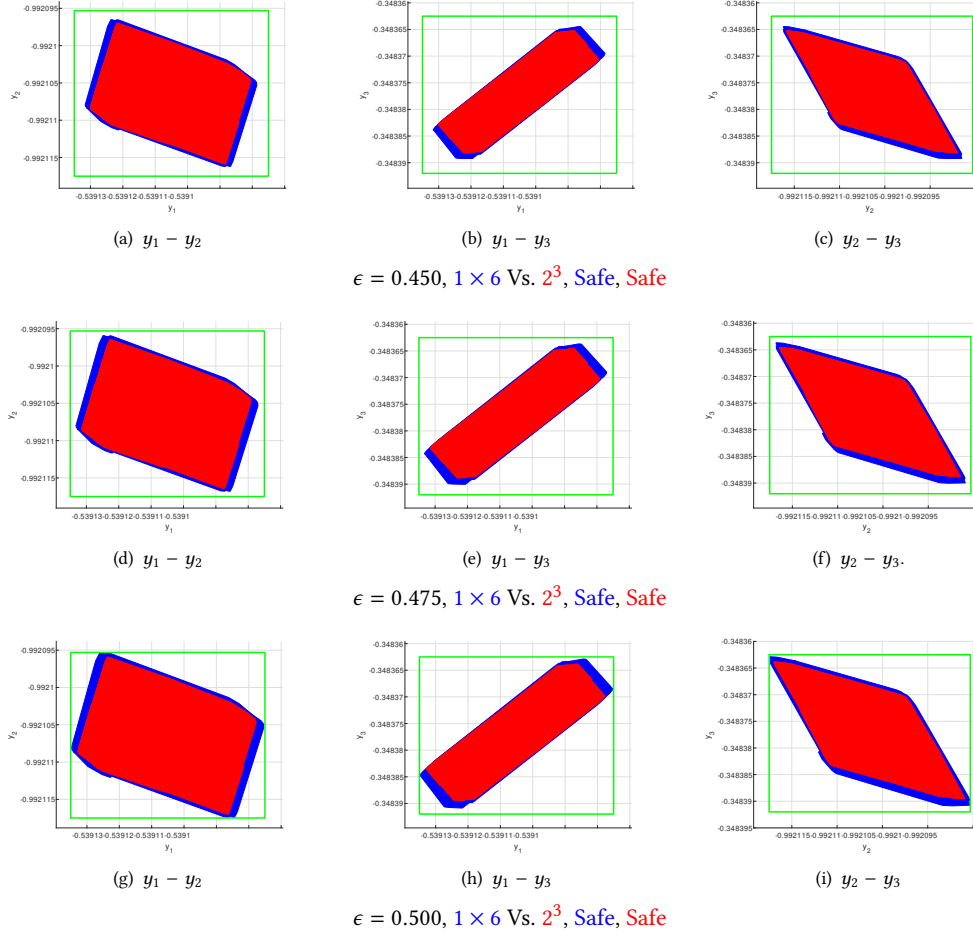 -0.992095
-0.9921
-0.992105
-0.99211
-0.992115
y₂
-0.53913-0.53912-0.53911-0.5391
y₁
(a) y₁ − y₂
-0.34836
-0.348365
-0.34837
-0.348375
-0.34838
-0.348385
-0.34839
y₃
-0.53913-0.53912-0.53911-0.5391
y₁
(b) y₁ − y₃
-0.34836
-0.348365
-0.34837
-0.348375
-0.34838
-0.348385
-0.34839
y₃
-0.992115-0.99211-0.992105-0.9921-0.992095
y₂
(c) y₂ − y₃
ϵ = 0.450, 1 × 6 Vs. 2³, Safe, Safe
-0.992095
-0.9921
-0.992105
-0.99211
-0.992115
y₂
-0.53913-0.53912-0.53911-0.5391
y₁
(d) y₁ − y₂
-0.34836
-0.348365
-0.34837
-0.348375
-0.34838
-0.348385
-0.34839
y₃
-0.53913-0.53912-0.53911-0.5391
y₁
(e) y₁ − y₃
-0.34836
-0.348365
-0.34837
-0.348375
-0.34838
-0.348385
-0.34839
y₃
-0.992115-0.99211-0.992105-0.9921-0.992095
y₂
(f) y₂ − y₃.
ϵ = 0.475, 1 × 6 Vs. 2³, Safe, Safe
-0.992095
-0.9921
-0.992105
-0.99211
-0.992115
y₂
-0.53913-0.53912-0.53911-0.5391
y₁
(g) y₁ − y₂
-0.34836
-0.348365
-0.34837
-0.348375
-0.34838
-0.348385
-0.34839
y₃
-0.53913-0.53912-0.53911-0.5391
y₁
(h) y₁ − y₃
-0.34836
-0.348365
-0.34837
-0.348375
-0.34838
-0.348385
-0.34839
-0.348395
y₃
-0.992115-0.99211-0.992105-0.9921-0.992095
y₂
(i) y₂ − y₃
ϵ = 0.500, 1 × 6 Vs. 2³, Safe, Safe